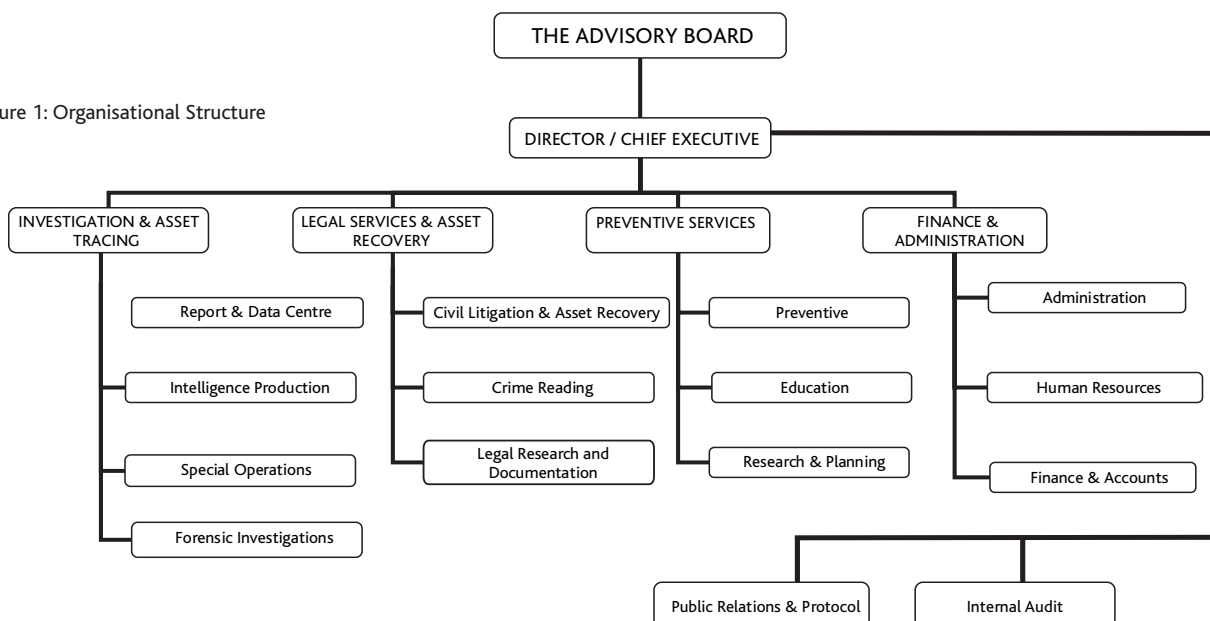 THE ADVISORY BOARD
ure 1: Organisational Structure
DIRECTOR / CHIEF EXECUTIVE
INVESTIGATION & ASSET
TRACING
Report & Data Centre
Intelligence Production
Special Operations
Forensic Investigations
LEGAL SERVICES & ASSET
RECOVERY
Civil Litigation & Asset Recovery
Crime Reading
Legal Research and
Documentation
PREVENTIVE SERVICES
Preventive
Education
Research & Planning
FINANCE &
ADMINISTRATION
Administration
Human Resources
Finance & Accounts
Public Relations & Protocol
Internal Audit